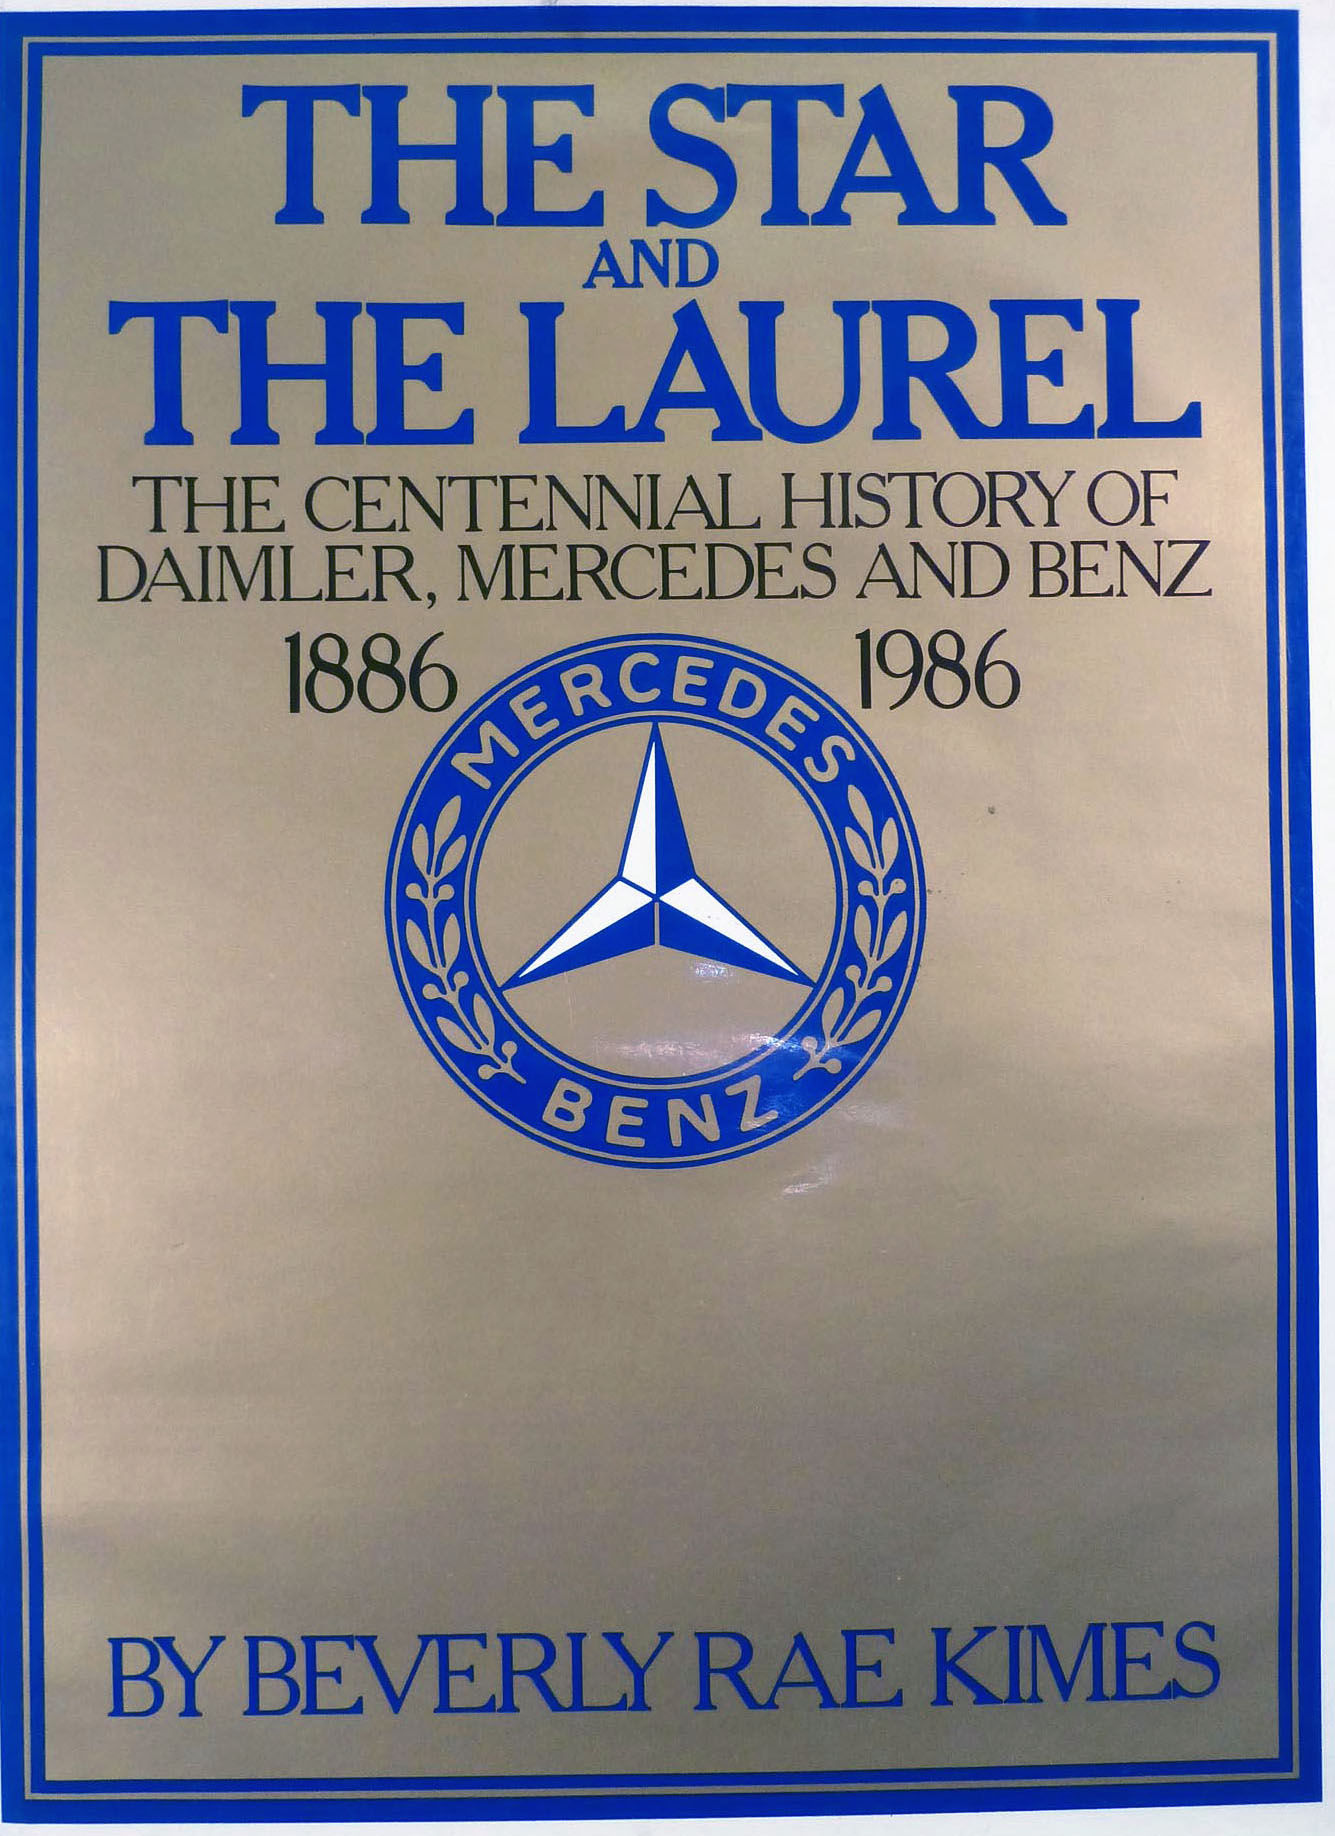 THE STAR
AND
THE LAUREL
THE CENTENNIAL HISTORY OF
DAIMLER, MERCEDES AND BENZ
1886 1986
MERCEDES
BENZ
BY BEVERLY RAE KIMES